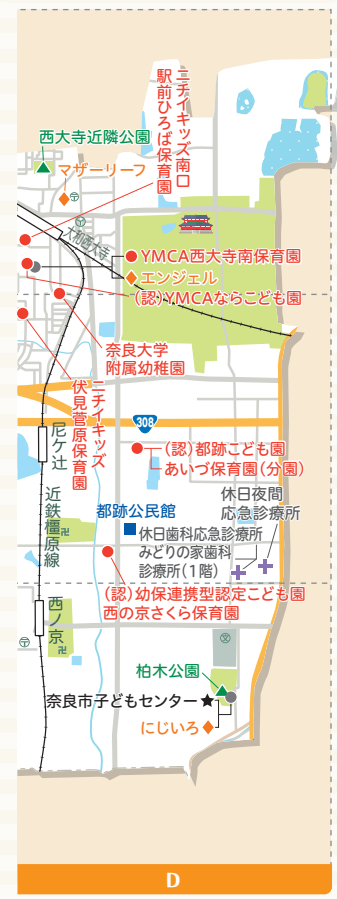 ニチイキッズ南口
駅前ひろば保育園
西大寺近隣公園
マザーリーフ
大和西大寺
YMCA西大寺南保育園
エンジェル
(認)YMCAならこども園
奈良大学
附属幼稚園
ニチイキッズ
伏見菅原保育園
308
尼ケ辻
(認)都跡こども園
あいづ保育園(分園)
近鉄橿原線
都跡公民館
休日夜間
応急診療所
休日歯科応急診療所
みどりの家歯科
診療所(1階)
(認)幼保連携型認定こども園
西の京さくら保育園
西ノ京
柏木公園
奈良市子どもセンター
にじいろ
D